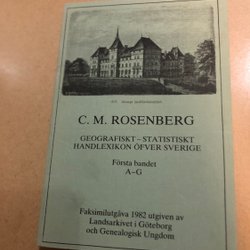 C. M. ROSENBERG
GEOGRAFISKT–STATISTISKT
HANDLEXIKON ÖFVER SVERIGE
Första bandet
A–G
Faksimilutgåva 1982 utgiven av
Landsarkivet i Göteborg
och Genealogisk Ungdom